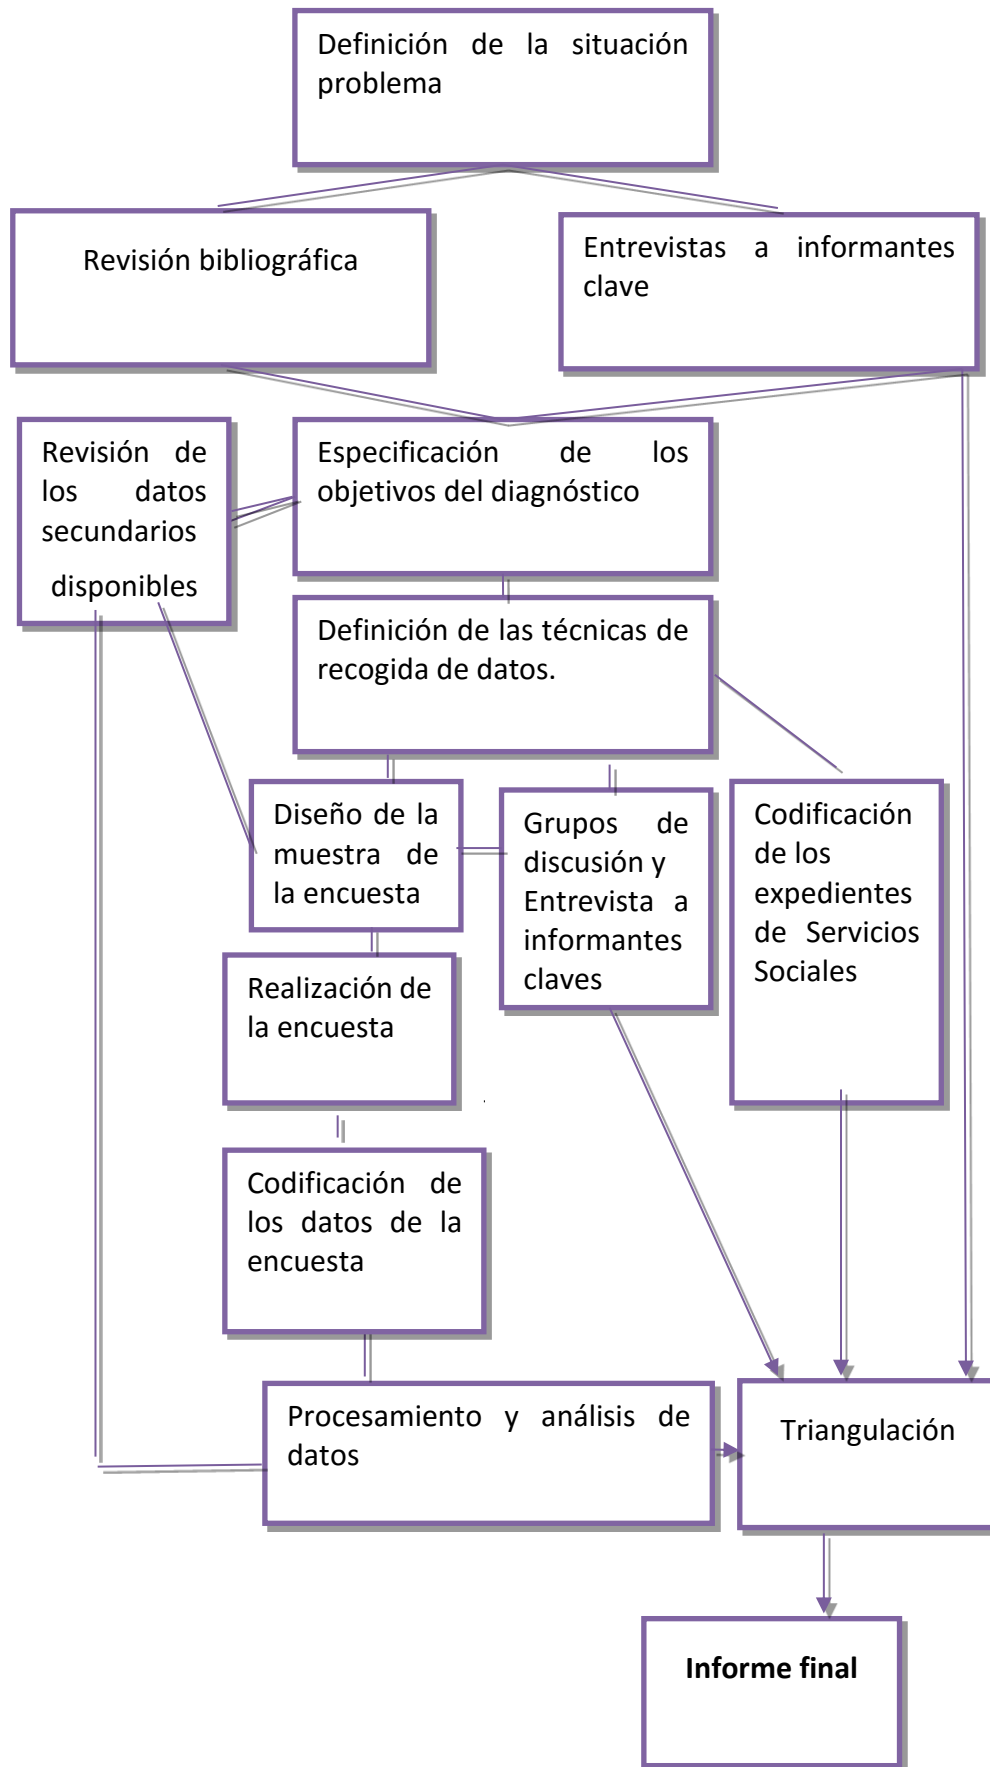 Definición de la situación
problema
Revisión bibliográfica
Entrevistas a informantes
clave
Revisión de
los datos
secundarios
disponibles
Especificación de los
objetivos del diagnóstico
Definición de las técnicas de
recogida de datos.
Diseño de la
muestra de
la encuesta
Grupos de
discusión y
Entrevista a
informantes
claves
Codificación
de los
expedientes
de Servicios
Sociales
Realización de
la encuesta
Codificación de
los datos de la
encuesta
Procesamiento y análisis de
datos
Triangulación
Informe final